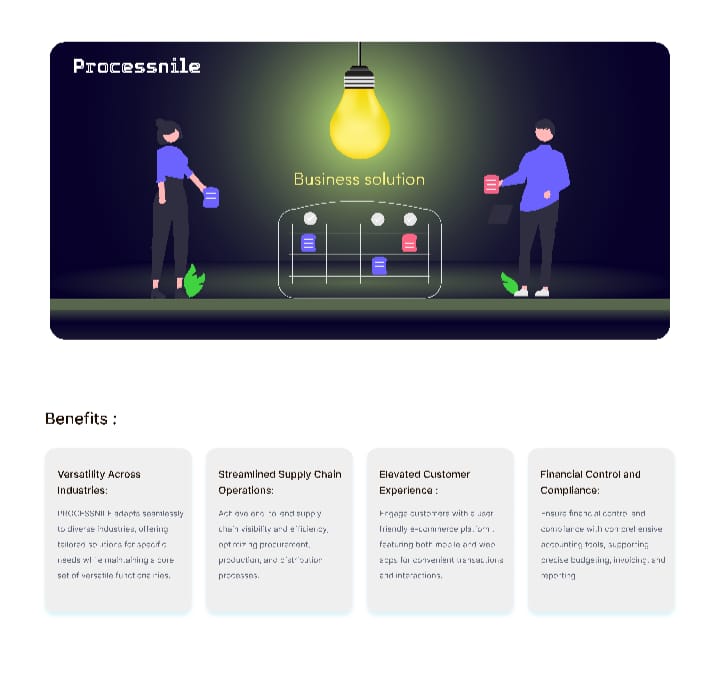 Processnile
Business solution
Benefits :
Versatility Across
Industries:
PROCESSNILE adapts seamlessly
to diverse industries, offering
tailored solutions for specific
needs while maintaining a core
set of versatile functionalities.
Streamlined Supply Chain
Operations:
Achieve end-to-end supply
chain visibility and efficiency,
optimizing procurement,
production, and distribution
processes.
Elevated Customer
Experience :
Engage customers with a user
friendly e-commerce platform,
featuring both mobile and web
apps for convenient transactions
and interactions.
Financial Control and
Compliance:
Ensure financial control and
compliance with comprehensive
accounting tools, supporting
precise budgeting, invoicing, and
reporting.